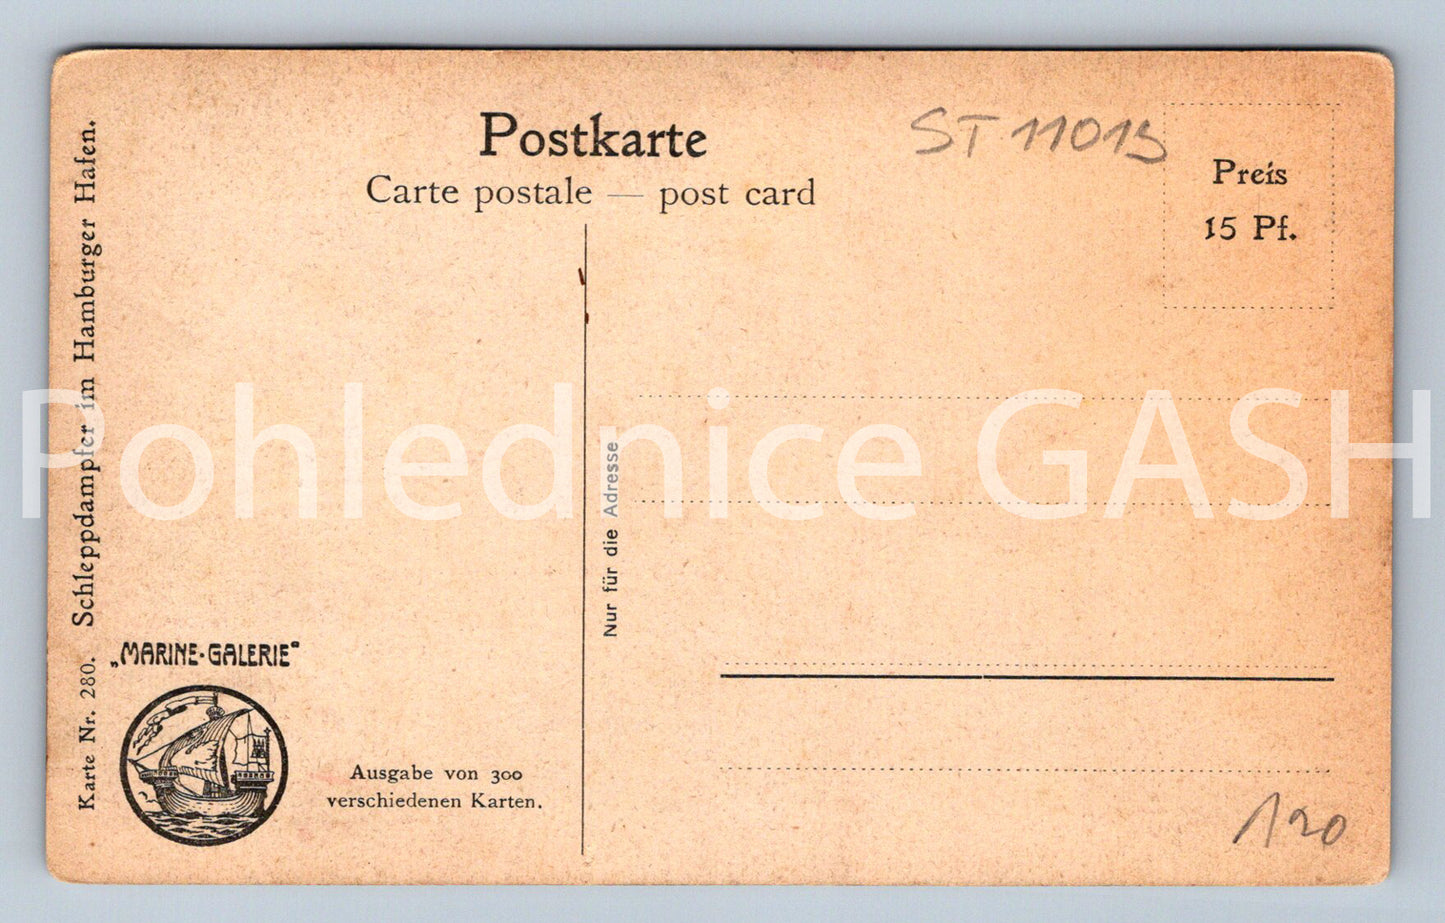 Postkarte
Carte postale — post card
ST 11015
Preis
15 Pf.
Karte Nr. 280. Schleppdampfer im Hamburger Hafen.
Nur für die Adresse
„MARINE-GALERIE“
Ausgabe von 300
verschiedenen Karten.
120
Pohlednice GASH